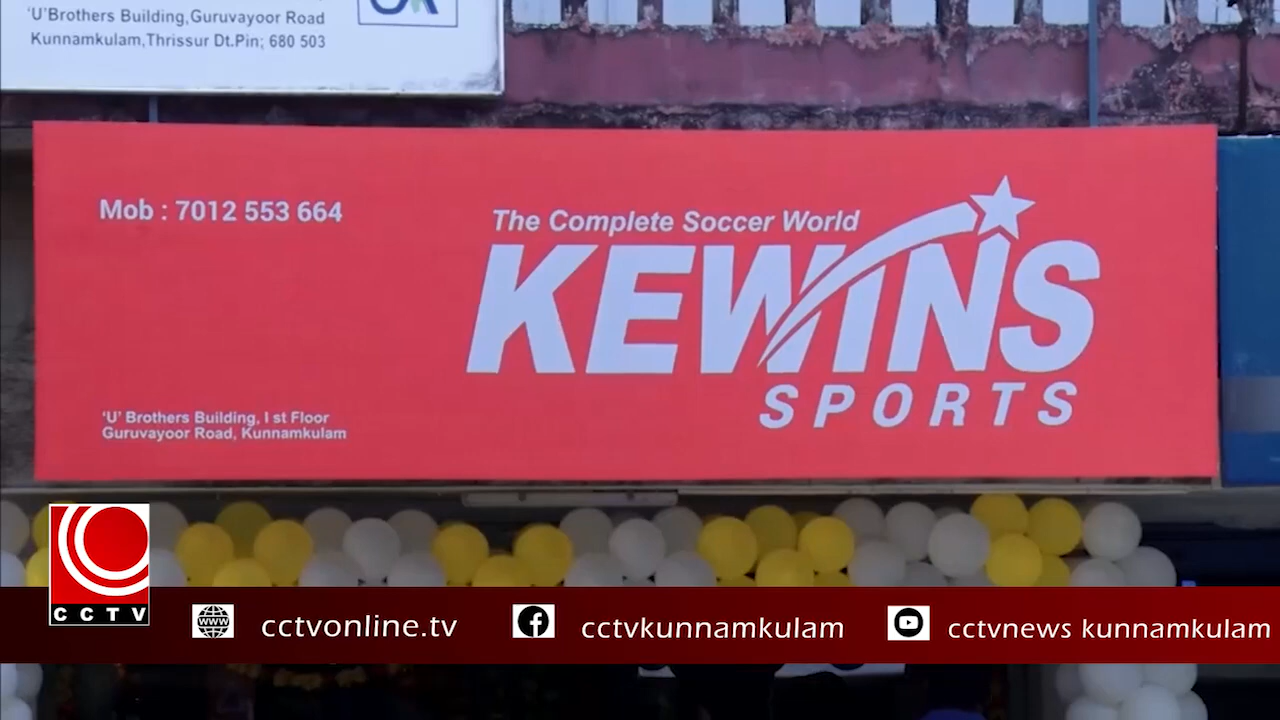 'U'Brothers Building,Guruvayoor Road
Kunnamkulam,Thrissur Dt.Pin; 680 503
Mob : 7012 553 664
The Complete Soccer World
KEWINS
SPORTS
'U' Brothers Building, I st Floor
Guruvayoor Road, Kunnamkulam
CCTV
www
cctvonline.tv
cctvkunnamkulam
cctvnews kunnamkulam